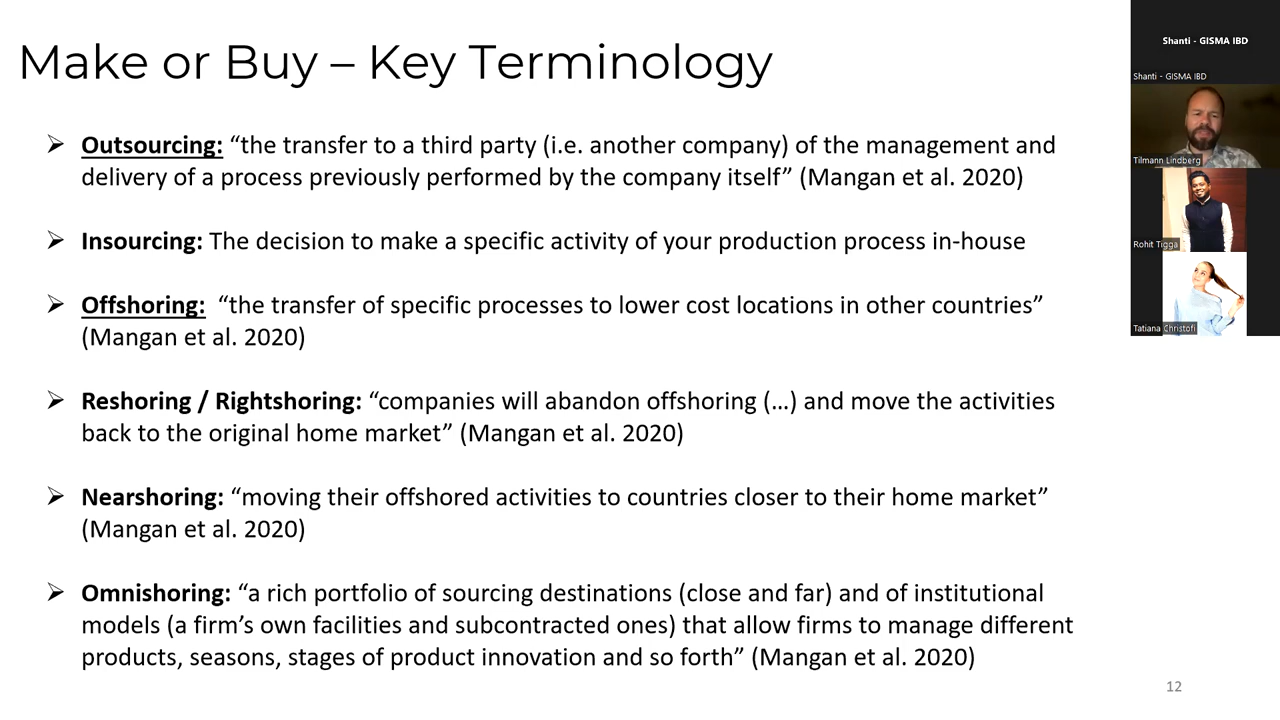 Make or Buy – Key Terminology
➢ Outsourcing: “the transfer to a third party (i.e. another company) of the management and
delivery of a process previously performed by the company itself” (Mangan et al. 2020)
➢ Insourcing: The decision to make a specific activity of your production process in-house
➢ Offshoring: “the transfer of specific processes to lower cost locations in other countries”
(Mangan et al. 2020)
➢ Reshoring / Rightshoring: “companies will abandon offshoring (…) and move the activities
back to the original home market” (Mangan et al. 2020)
➢ Nearshoring: “moving their offshored activities to countries closer to their home market”
(Mangan et al. 2020)
➢ Omnishoring: “a rich portfolio of sourcing destinations (close and far) and of institutional
models (a firm’s own facilities and subcontracted ones) that allow firms to manage different
products, seasons, stages of product innovation and so forth” (Mangan et al. 2020)
12
Shanti - GISMA IBD
Shanti - GISMA IBD
Tilmann Lindberg
Rohit Tigga
Tatiana Christofi